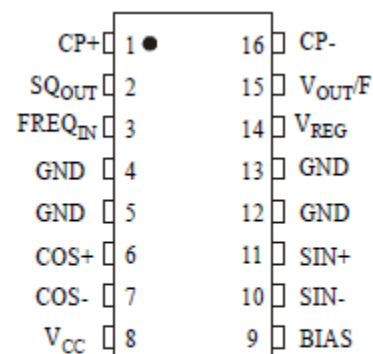 CP+ 1 16 CP-
SQOUT 2 15 VOUT/F
FREQIN 3 14 VREG
GND 4 13 GND
GND 5 12 GND
COS+ 6 11 SIN+
COS- 7 10 SIN-
VCC 8 9 BIAS